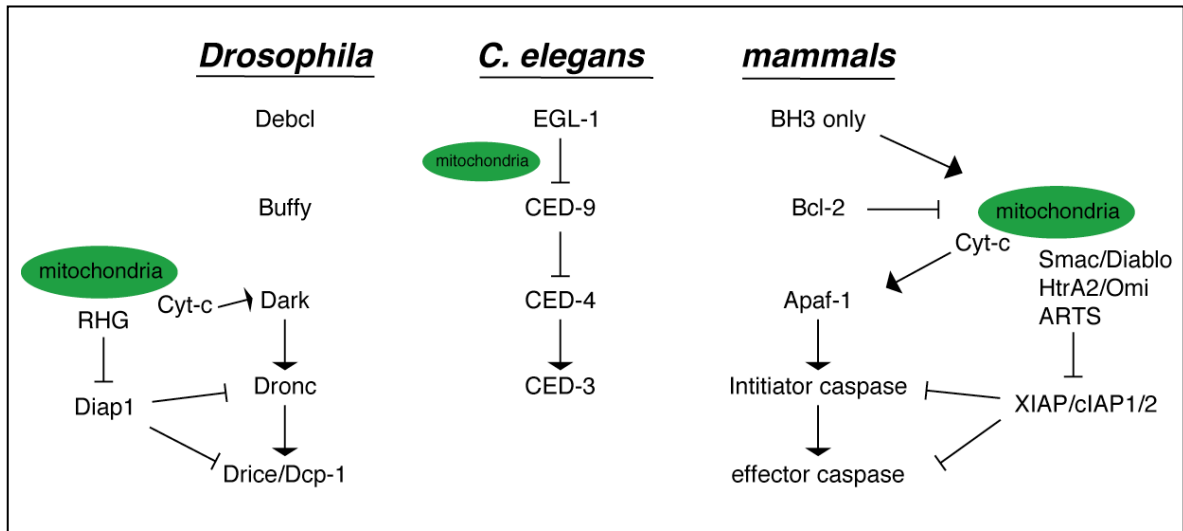 Drosophila
C. elegans
mammals
Debcl
EGL-1
BH3 only
mitochondria
Buffy
CED-9
Bcl-2
mitochondria
Cyt-c
mitochondria
Smac/Diablo
HtrA2/Omi
ARTS
RHG
Cyt-c
Dark
CED-4
Apaf-1
Diap1
Dronc
CED-3
Intitiator caspase
XIAP/cIAP1/2
Drice/Dcp-1
effector caspase